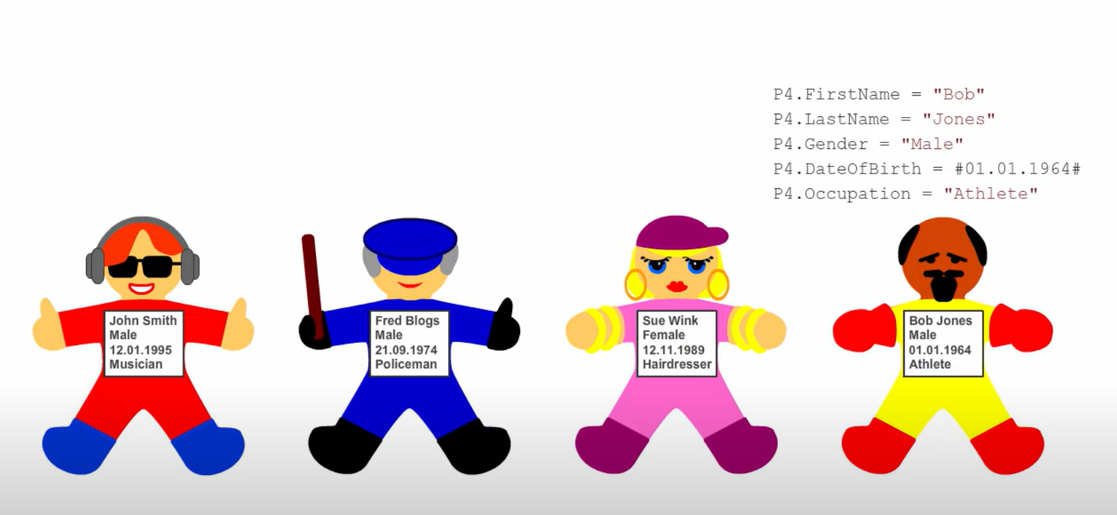 P4.FirstName = "Bob"
P4.LastName = "Jones"
P4.Gender = "Male"
P4.DateOfBirth = #01.01.1964#
P4.Occupation = "Athlete"
John Smith
Male
12.01.1995
Musician
Fred Blogs
Male
21.09.1974
Policeman
Sue Wink
Female
12.11.1989
Hairdresser
Bob Jones
Male
01.01.1964
Athlete